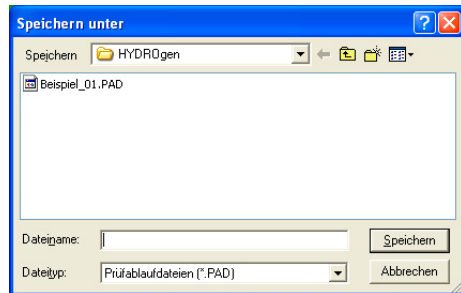 Speichern unter
Speichern HYDROgen
Beispiel_01.PAD
Dateiname: Speichern
Dateityp: Prüfablaufdateien (*.PAD) Abbrechen